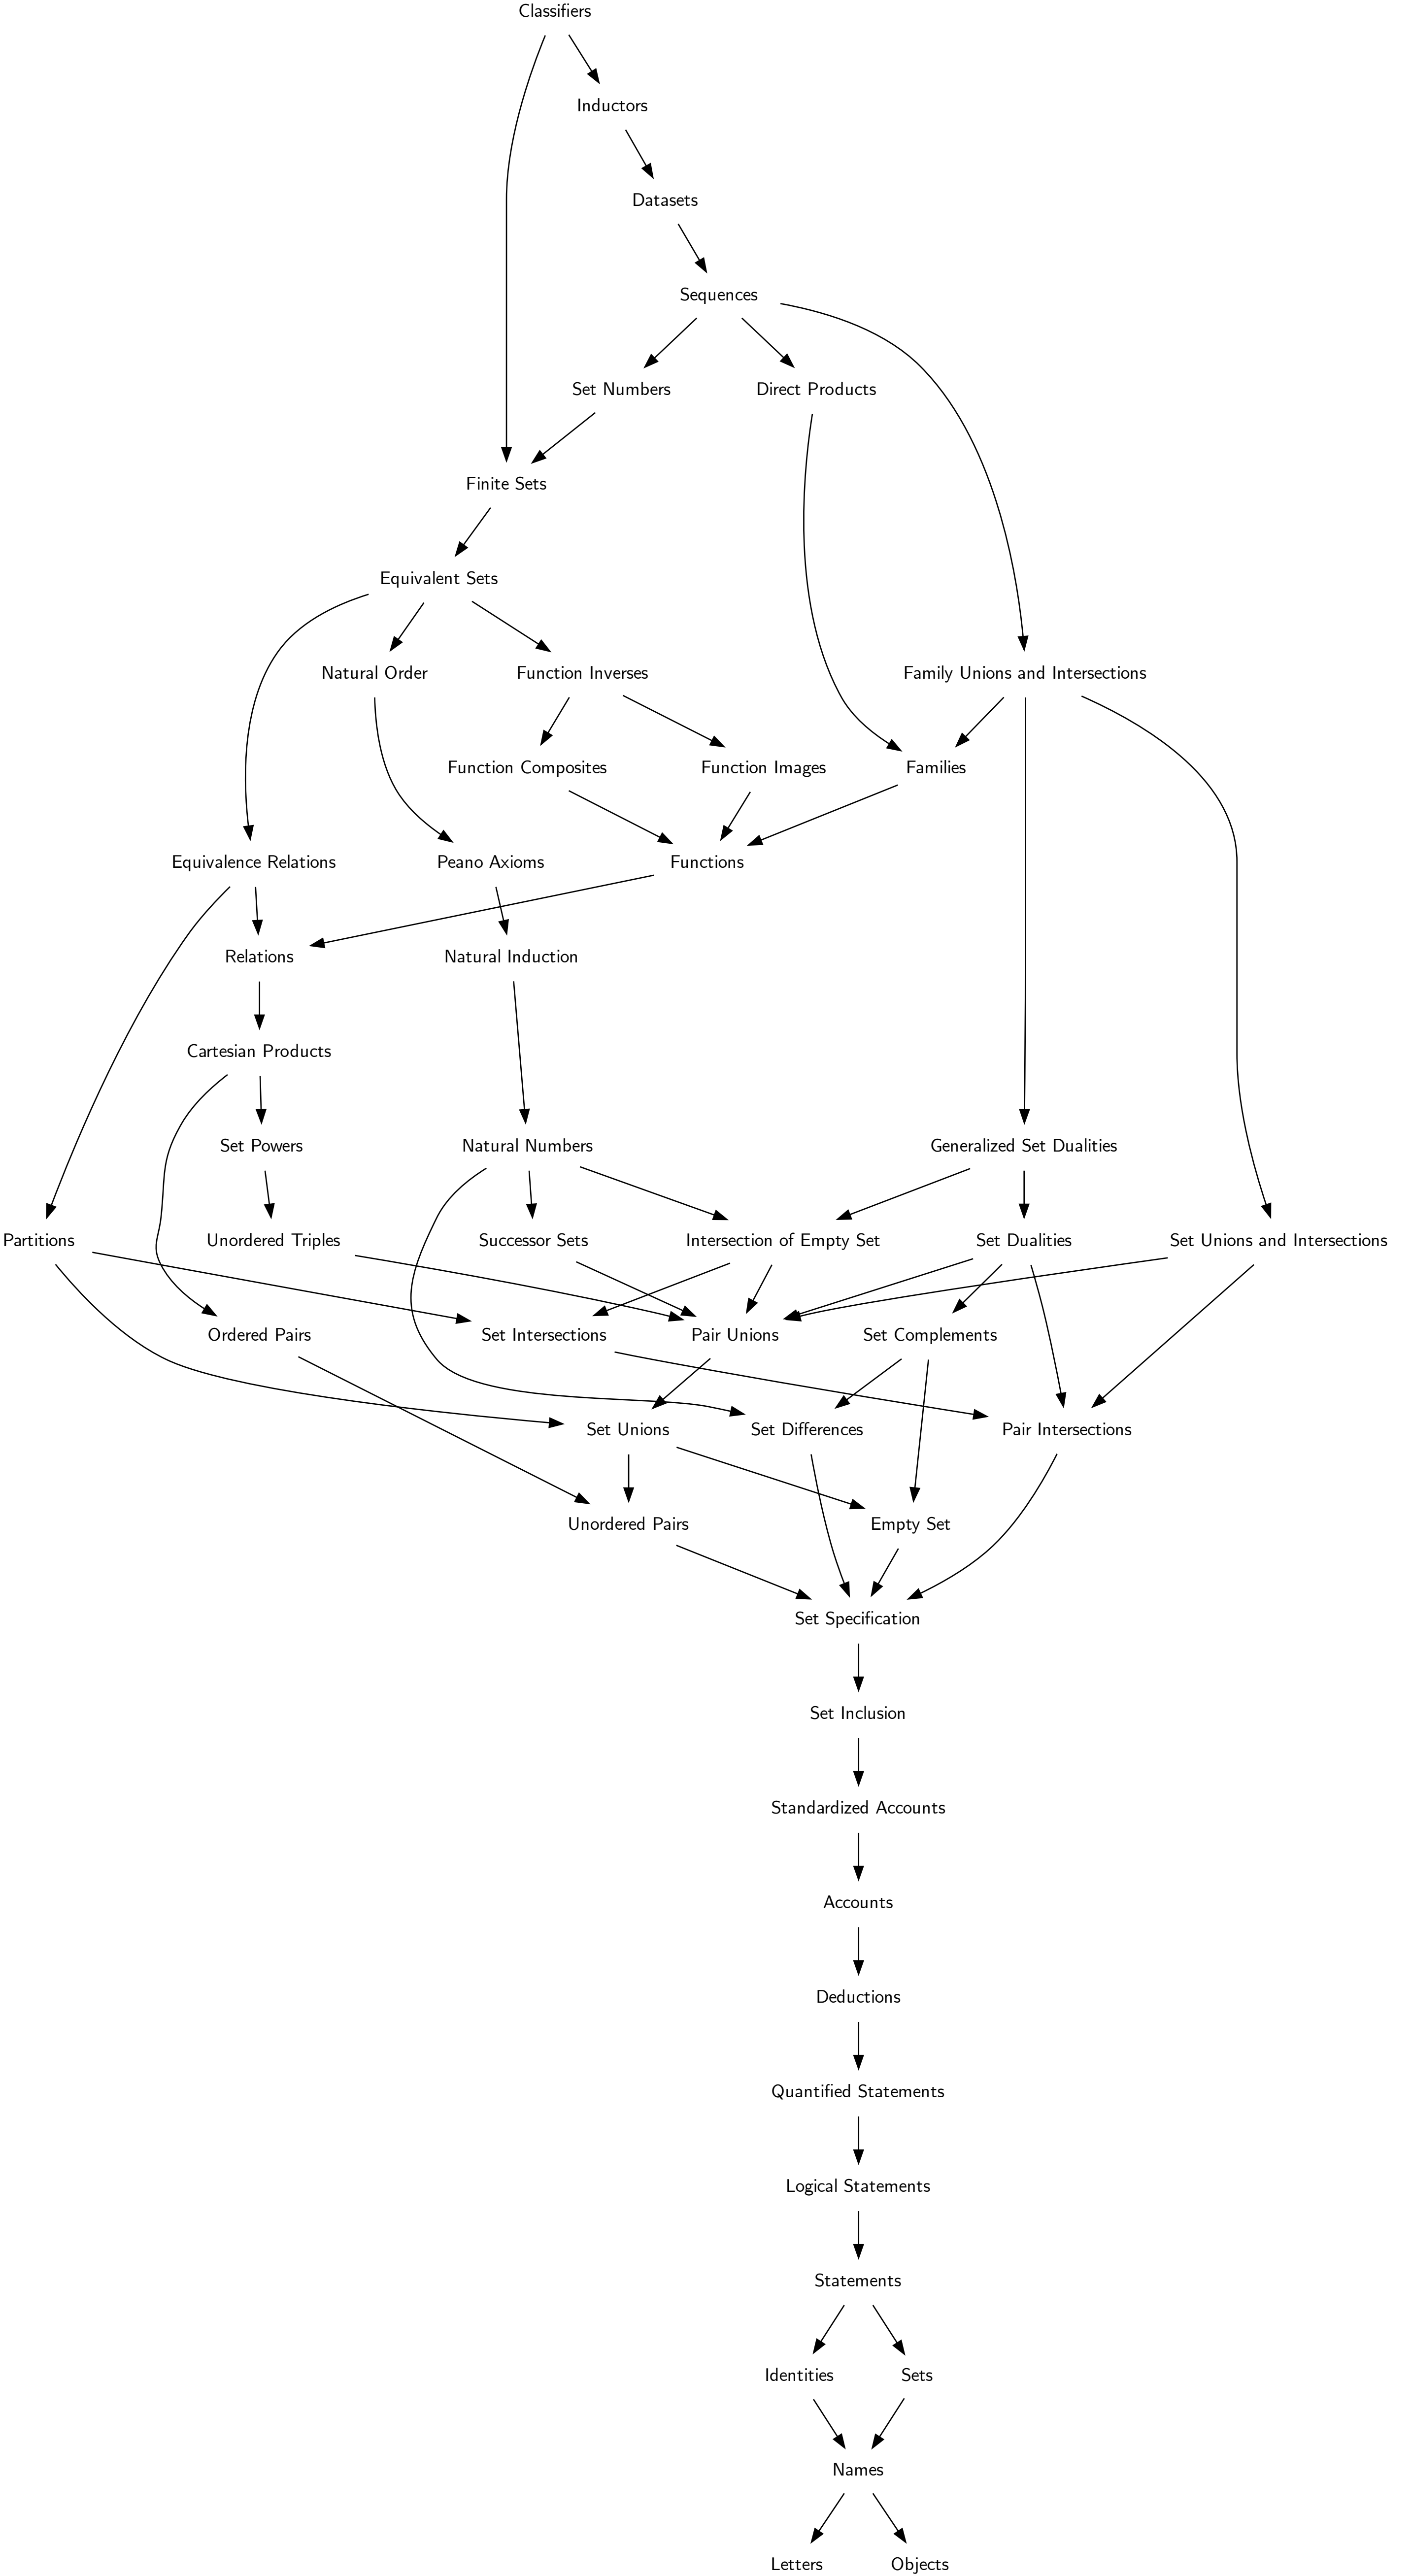 Classifiers
Inductors
Datasets
Sequences
Set Numbers
Direct Products
Finite Sets
Equivalent Sets
Natural Order
Function Inverses
Family Unions and Intersections
Function Composites
Function Images
Families
Equivalence Relations
Peano Axioms
Functions
Relations
Natural Induction
Cartesian Products
Set Powers
Natural Numbers
Generalized Set Dualities
Partitions
Unordered Triples
Successor Sets
Intersection of Empty Set
Set Dualities
Set Unions and Intersections
Ordered Pairs
Set Intersections
Pair Unions
Set Complements
Set Unions
Set Differences
Pair Intersections
Unordered Pairs
Empty Set
Set Specification
Set Inclusion
Standardized Accounts
Accounts
Deductions
Quantified Statements
Logical Statements
Statements
Identities
Sets
Names
Letters
Objects